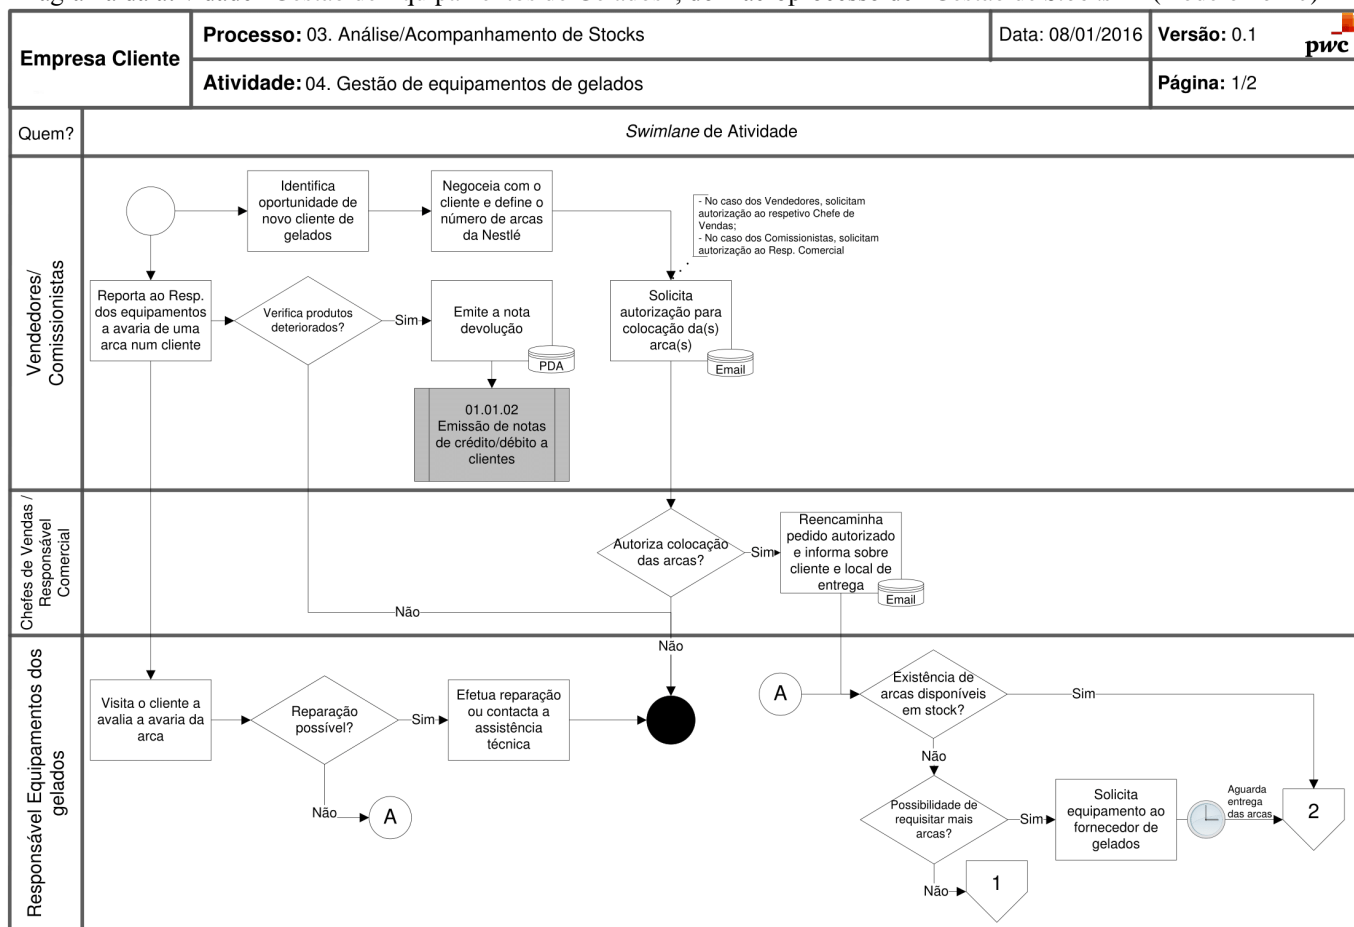 Empresa Cliente
Processo: 03. Análise/Acompanhamento de Stocks
Data: 08/01/2016
Versão: 0.1
pwc
Atividade: 04. Gestão de equipamentos de gelados
Página: 1/2
Quem?
Swimlane de Atividade
Vendedores/
Comissionistas
Identifica
oportunidade de
novo cliente de
gelados
Negoceia com o
cliente e define o
número de arcas
da Nestlé
- No caso dos Vendedores, solicitam
autorização ao respetivo Chefe de
Vendas;
- No caso dos Comissionistas, solicitam
autorização ao Resp. Comercial
Reporta ao Resp.
dos equipamentos
a avaria de uma
arca num cliente
Verifica produtos
deteriorados?
Sim
Emite a nota
devolução
PDA
Solicita
autorização para
colocação da(s)
arca(s)
Email
01.01.02
Emissão de notas
de crédito/débito a
clientes
Chefes de Vendas /
Responsável
Comercial
Autoriza colocação
das arcas?
Sim
Reencaminha
pedido autorizado
e informa sobre
cliente e local de
entrega
Email
Não
Não
Responsável Equipamentos dos
gelados
Visita o cliente a
avalia a avaria da
arca
Reparação
possível?
Sim
Efetua reparação
ou contacta a
assistência
técnica
Não
A
A
Existência de
arcas disponíveis
em stock?
Sim
Não
Possibilidade de
requisitar mais
arcas?
Sim
Solicita
equipamento ao
fornecedor de
gelados
Aguarda
entrega
das arcas
2
Não
1